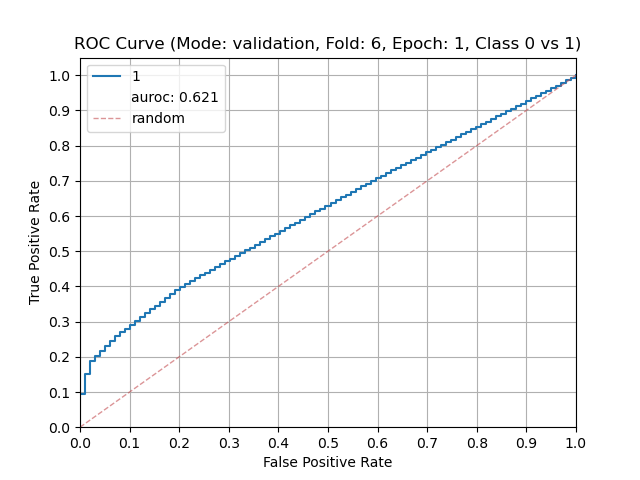 ROC Curve (Mode: validation, Fold: 6, Epoch: 1, Class 0 vs 1)
1
auroc: 0.621
random
True Positive Rate
1.0
0.9
0.8
0.7
0.6
0.5
0.4
0.3
0.2
0.1
0.0
0.0 0.1 0.2 0.3 0.4 0.5 0.6 0.7 0.8 0.9 1.0
False Positive Rate